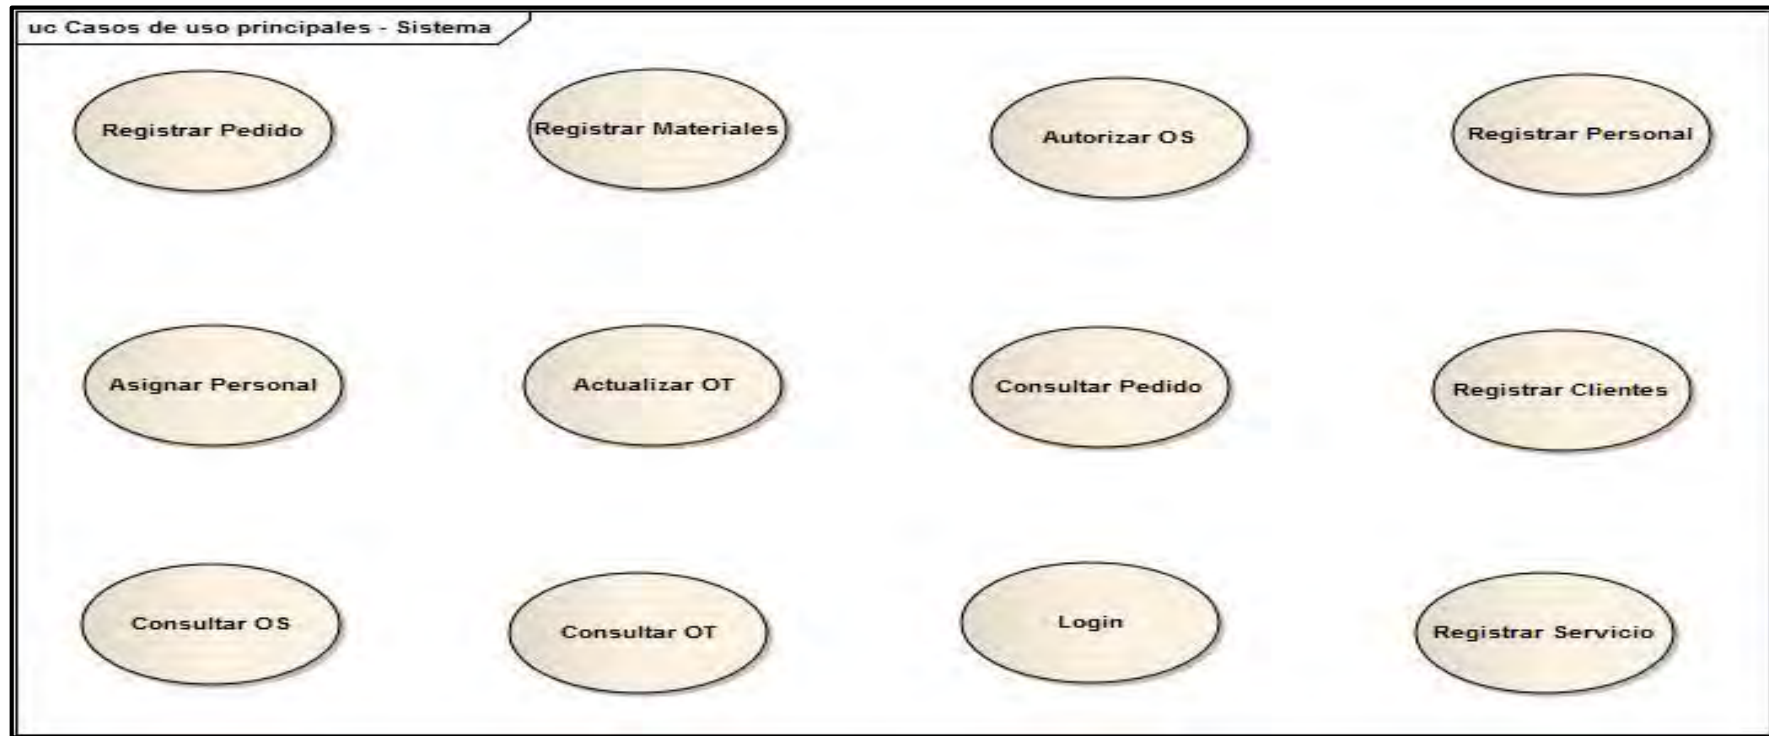 uc Casos de uso principales - Sistema
Registrar Pedido
Registrar Materiales
Autorizar OS
Registrar Personal
Asignar Personal
Actualizar OT
Consultar Pedido
Registrar Clientes
Consultar OS
Consultar OT
Login
Registrar Servicio